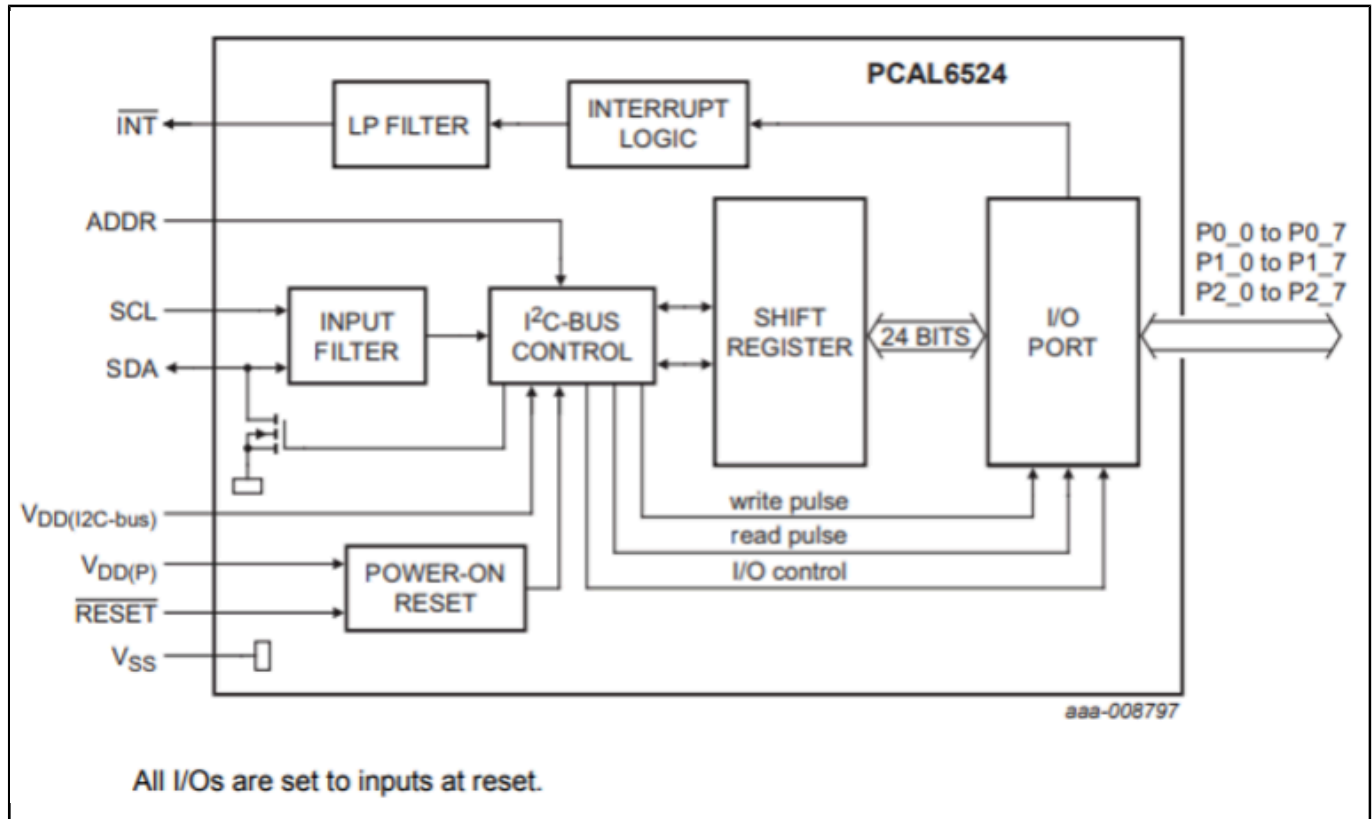 PCAL6524
INT
LP FILTER
INTERRUPT
LOGIC
ADDR
SCL
SDA
INPUT
FILTER
I²C-BUS
CONTROL
SHIFT
REGISTER
24 BITS
I/O
PORT
P0_0 to P0_7
P1_0 to P1_7
P2_0 to P2_7
VDD(I2C-bus)
VDD(P)
RESET
VSS
POWER-ON
RESET
write pulse
read pulse
I/O control
aaa-008797
All I/Os are set to inputs at reset.